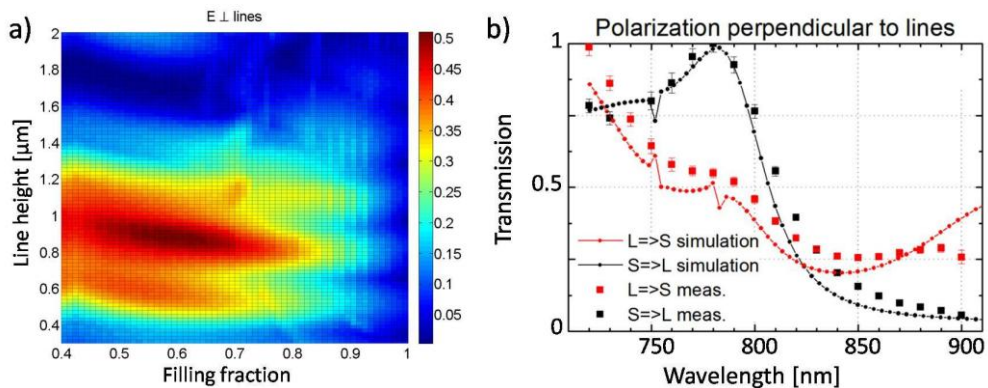 a)
E ⊥ lines
Line height [µm]
2
1.8
1.6
1.4
1.2
1
0.8
0.6
0.4
0.4 0.5 0.6 0.7 0.8 0.9 1
Filling fraction
0.5
0.45
0.4
0.35
0.3
0.25
0.2
0.15
0.1
0.05
b)
Polarization perpendicular to lines
Transmission
1
0.5
1
L=>S simulation
S=>L simulation
L=>S meas.
S=>L meas.
750 800 850 900
Wavelength [nm]